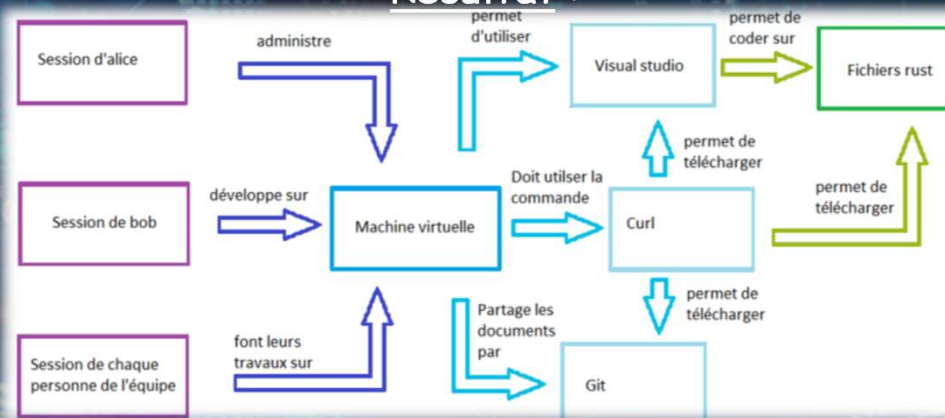 permet
d'utiliser
permet de
coder sur
Session d'alice
administre
Visual studio
Fichiers rust
permet de
télécharger
Doit utilser la
commande
permet de
télécharger
développe sur
Session de bob
Machine virtuelle
Curl
permet de
télécharger
Partage les
documents
par
font leurs
travaux sur
Session de chaque
personne de l'équipe
Git